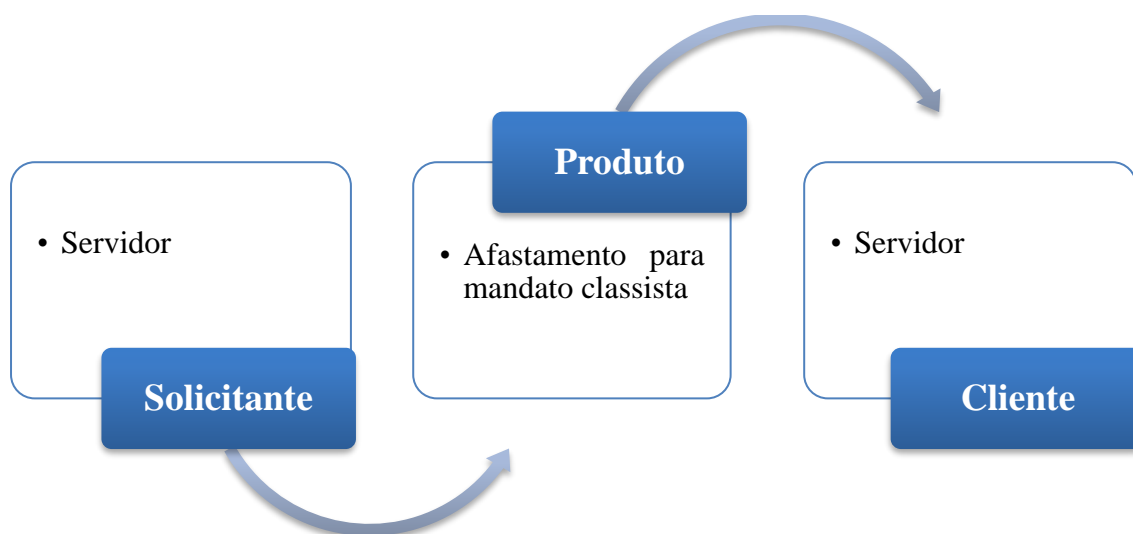 • Servidor
Solicitante
Produto
• Afastamento para
mandato classista
• Servidor
Cliente